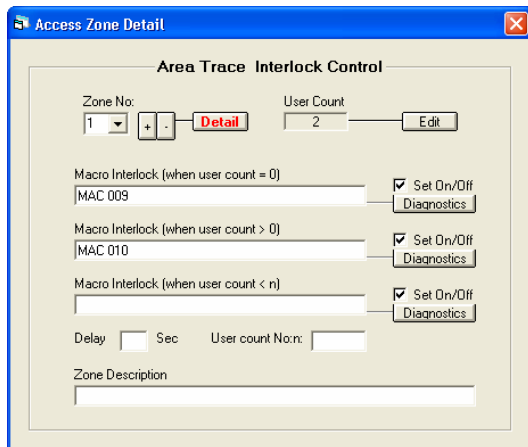 Access Zone Detail
Area Trace Interlock Control
Zone No: User Count
1 + - Detail 2 Edit
Macro Interlock (when user count = 0)
Set On/Off
MAC 009
Diagnostics
Macro Interlock (when user count > 0)
Set On/Off
MAC 010
Diagnostics
Macro Interlock (when user count < n)
Set On/Off
Diagnostics
Delay Sec User count No:n:
Zone Description